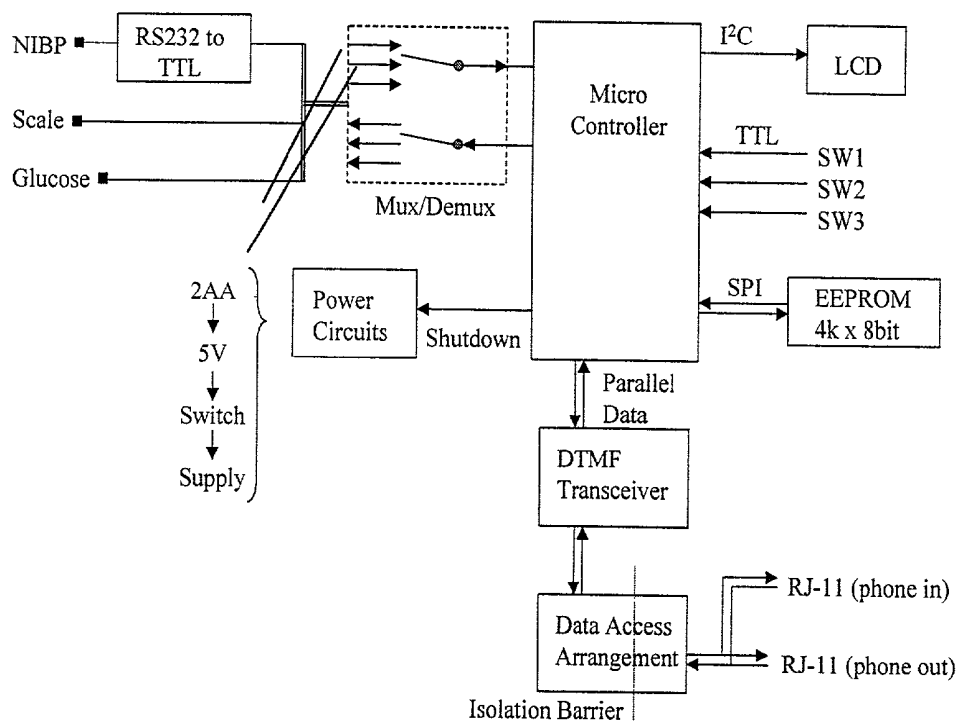 NIBP
RS232 to
TTL
Scale
Glucose
Mux/Demux
Micro
Controller
I²C
LCD
TTL
SW1
SW2
SW3
SPI
EEPROM
4k x 8bit
2AA
5V
Switch
Supply
Power
Circuits
Shutdown
Parallel
Data
DTMF
Transceiver
Data Access
Arrangement
RJ-11 (phone in)
RJ-11 (phone out)
Isolation Barrier